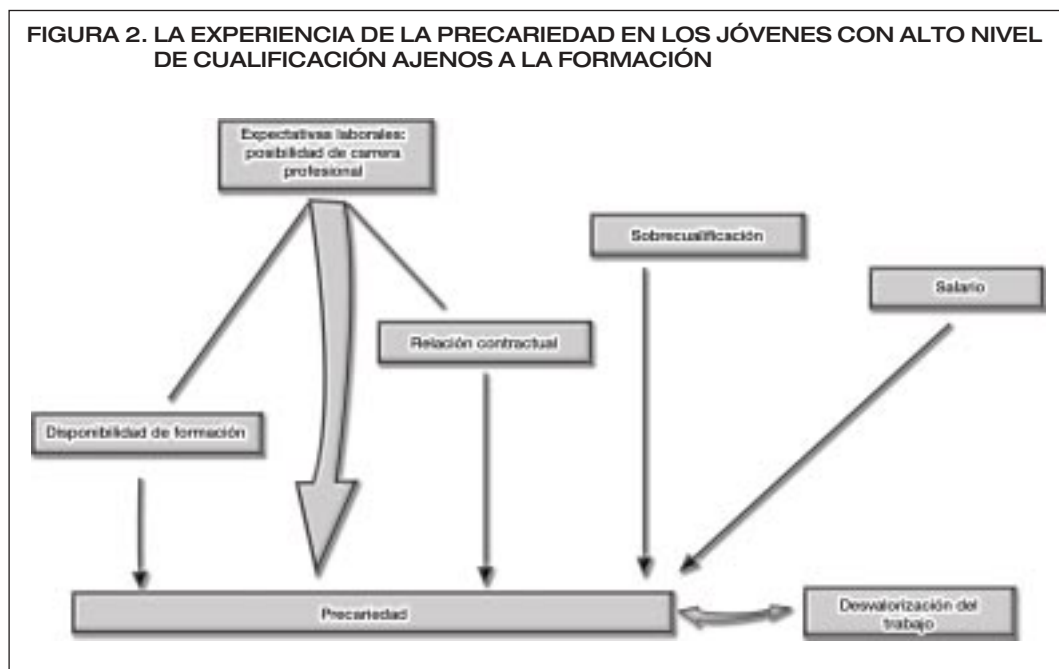 FIGURA 2. LA EXPERIENCIA DE LA PRECARIEDAD EN LOS JÓVENES CON ALTO NIVEL
DE CUALIFICACIÓN AJENOS A LA FORMACIÓN
Expectativas laborales:
posibilidad de carrera
profesional
Sobrecualificación
Salario
Relación contractual
Disponibilidad de formación
Precariedad
Desvalorización del
trabajo